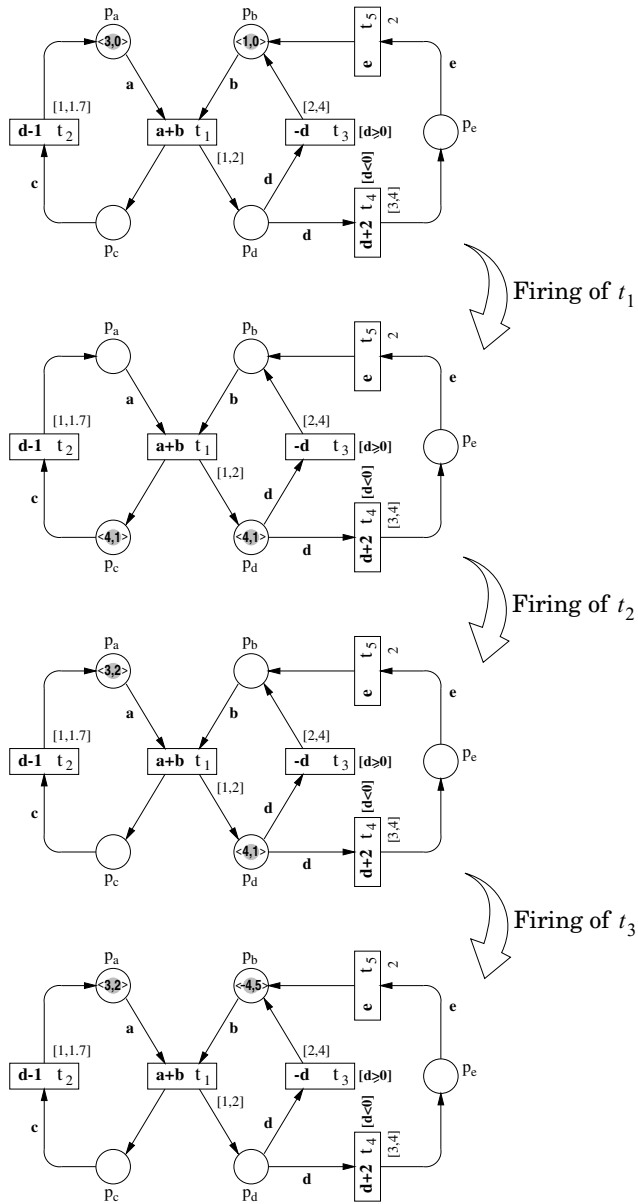 pa pb
<3,0> <1,0> e t5 2
a b e
[1,1.7] [2,4]
d-1 t2 a+b t1 -d t3 [d≥0] pe
[1,2] [d<0]
c d d+2 t4 [3,4]
d
pc pd
Firing of t1
pa pb
e t5 2
a b e
[1,1.7] [2,4]
d-1 t2 a+b t1 -d t3 [d≥0] pe
[1,2] [d<0]
c d d+2 t4 [3,4]
<4,1> <4,1> d
pc pd
Firing of t2
pa pb
<3,2> e t5 2
a b e
[1,1.7] [2,4]
d-1 t2 a+b t1 -d t3 [d≥0] pe
[1,2] [d<0]
c d d+2 t4 [3,4]
<4,1> d
pc pd
Firing of t3
pa pb
<3,2> <-4,5> e t5 2
a b e
[1,1.7] [2,4]
d-1 t2 a+b t1 -d t3 [d≥0] pe
[1,2] [d<0]
c d d+2 t4 [3,4]
d
pc pd